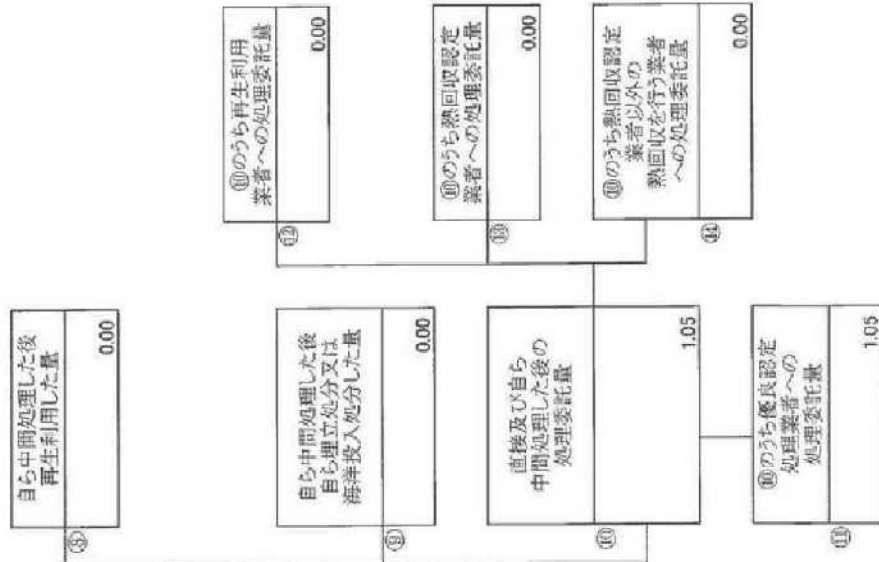 ⑧
自ら中間処理した後
再生利用した量
0.00
⑨
自ら中間処理した後
自ら埋立処分又は
海洋投入処分した量
0.00
⑩
直接及び自ら
中間処理した後の
処理委託量
1.05
⑪
⑩のうち優良認定
処理業者への
処理委託量
1.05
⑫
⑩のうち再生利用
業者への処理委託量
0.00
⑬
⑩のうち熱回収認定
業者への処理委託量
0.00
⑭
⑩のうち熱回収認定
業者以外の
熱回収を行う業者
への処理委託量
0.00